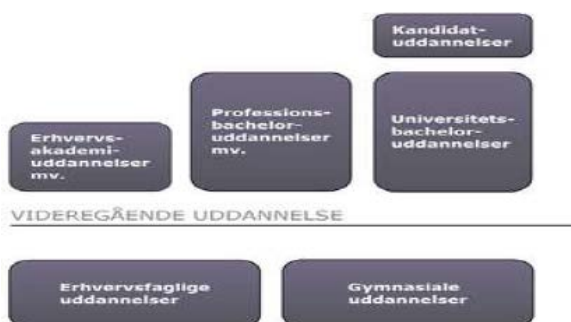 Kandidat-
uddannelser
Professions-
bachelor-
uddannelser
mv.
Universitets-
bachelor-
uddannelser
Erhvervs-
akademi-
uddannelser
mv.
VIDEREGÅENDE UDDANNELSE
Erhvervsfaglige
uddannelser
Gymnasiale
uddannelser